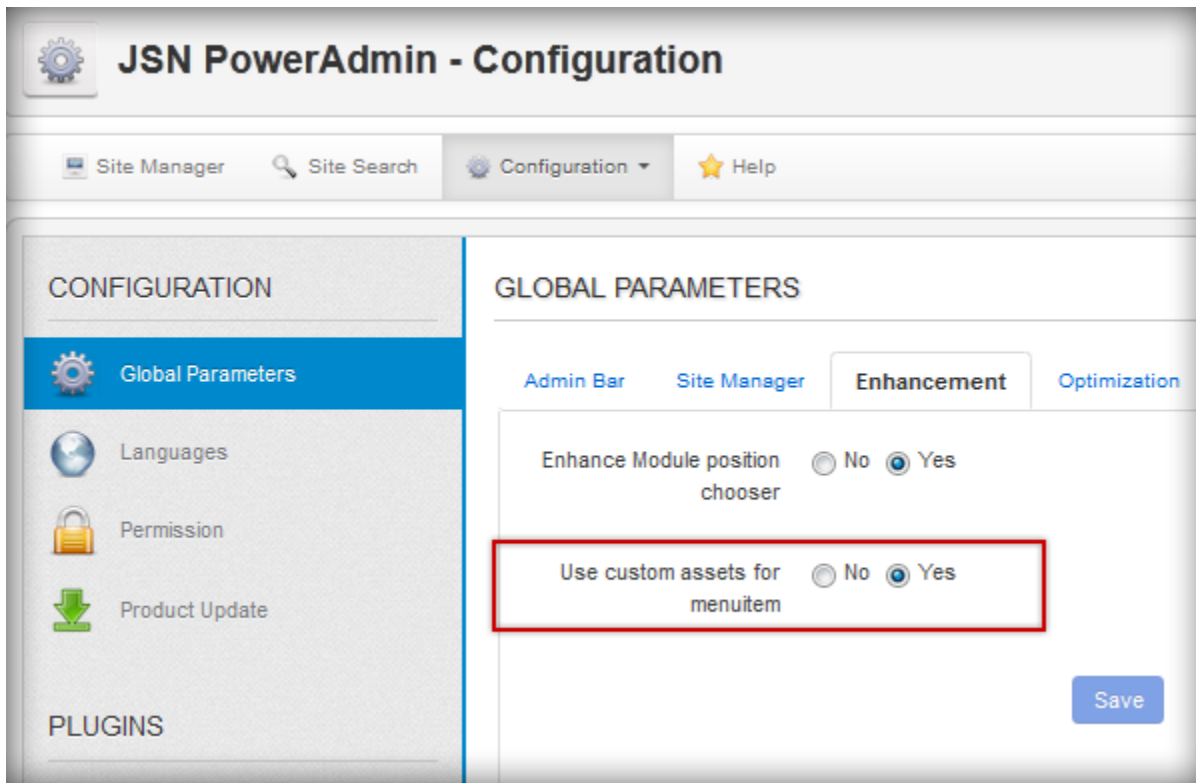 JSN PowerAdmin - Configuration
Site Manager
Site Search
Configuration
Help
CONFIGURATION
Global Parameters
Languages
Permission
Product Update
PLUGINS
GLOBAL PARAMETERS
Admin Bar
Site Manager
Enhancement
Optimization
Enhance Module position
chooser
No
Yes
Use custom assets for
menuitem
No
Yes
Save